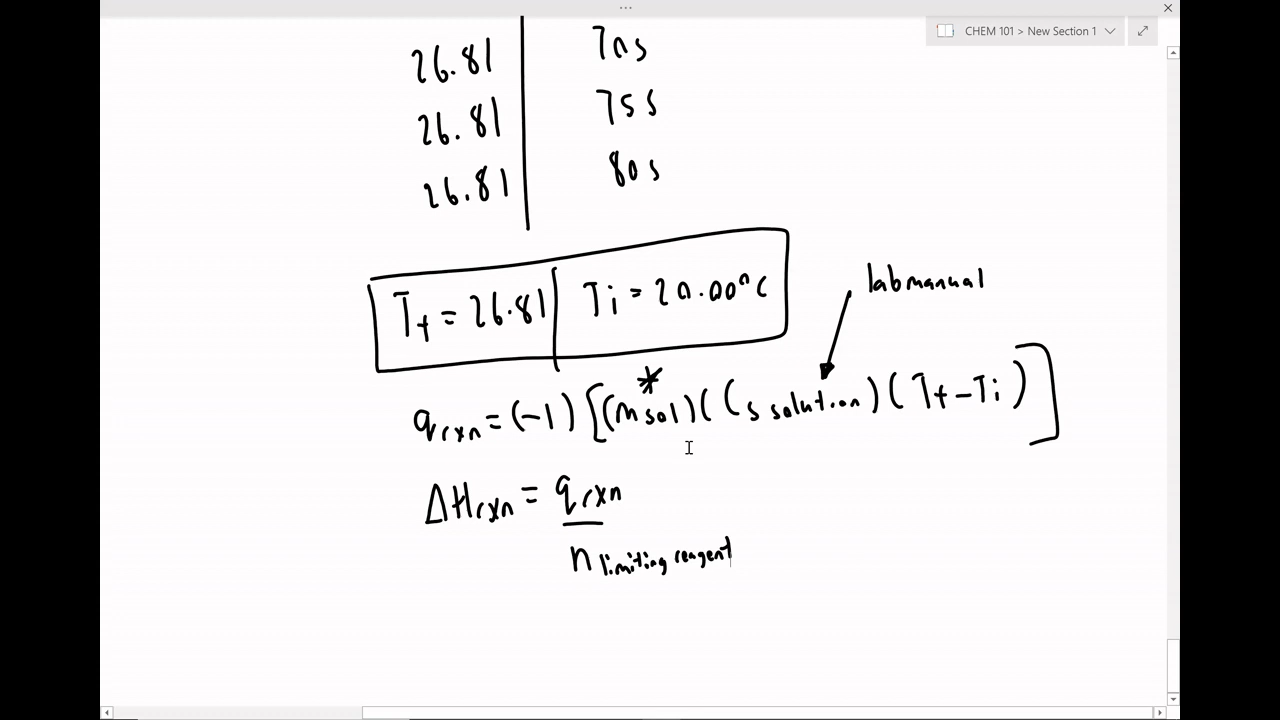 CHEM 101 > New Section 1
26.81 70s
26.81 75s
26.81 80s
Tf = 26.81 Ti = 20.00°C
lab manual
*
qrxn = (-1) [(msol)(Cs solution)(Tf - Ti)]
ΔHrxn = qrxn
n limiting reagent